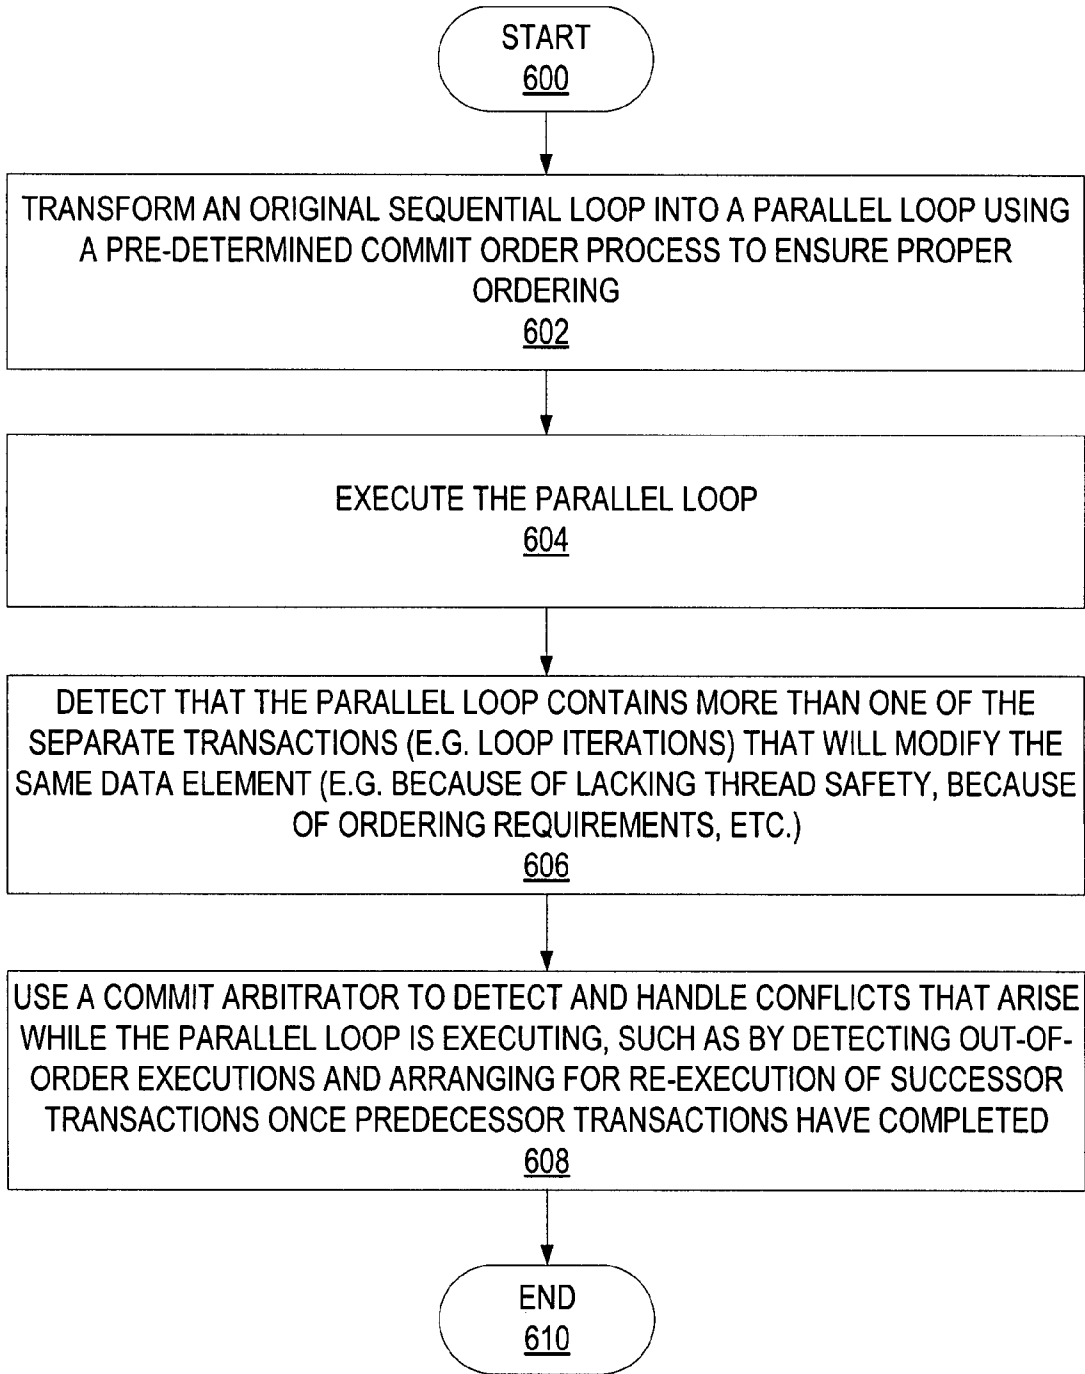 START
600
TRANSFORM AN ORIGINAL SEQUENTIAL LOOP INTO A PARALLEL LOOP USING
A PRE-DETERMINED COMMIT ORDER PROCESS TO ENSURE PROPER
ORDERING
602
EXECUTE THE PARALLEL LOOP
604
DETECT THAT THE PARALLEL LOOP CONTAINS MORE THAN ONE OF THE
SEPARATE TRANSACTIONS (E.G. LOOP ITERATIONS) THAT WILL MODIFY THE
SAME DATA ELEMENT (E.G. BECAUSE OF LACKING THREAD SAFETY, BECAUSE
OF ORDERING REQUIREMENTS, ETC.)
606
USE A COMMIT ARBITRATOR TO DETECT AND HANDLE CONFLICTS THAT ARISE
WHILE THE PARALLEL LOOP IS EXECUTING, SUCH AS BY DETECTING OUT-OF-
ORDER EXECUTIONS AND ARRANGING FOR RE-EXECUTION OF SUCCESSOR
TRANSACTIONS ONCE PREDECESSOR TRANSACTIONS HAVE COMPLETED
608
END
610